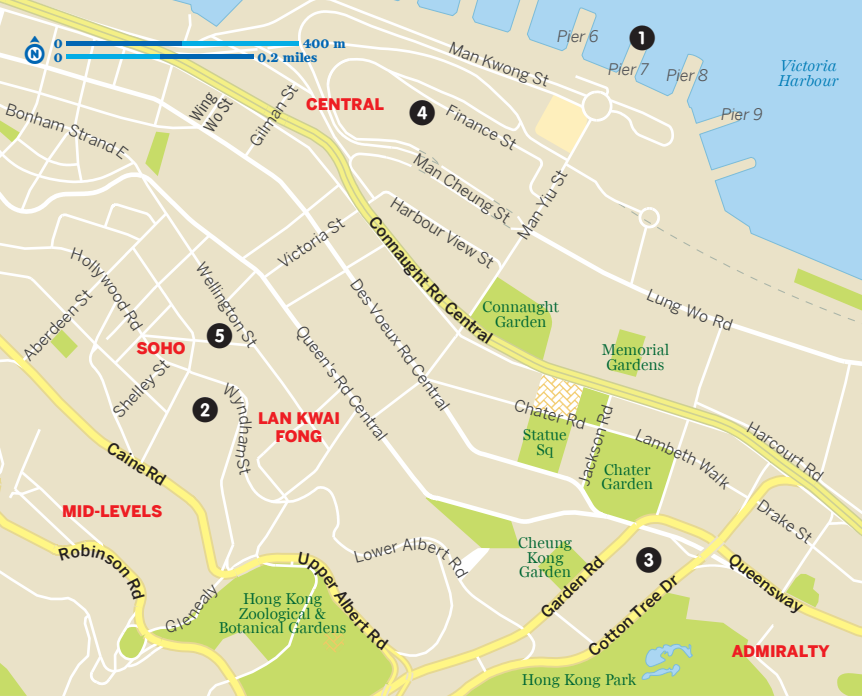 Pier 6
1
Man Kwong St
Pier 7
Pier 8
Victoria
Harbour
N
0
400 m
0
0.2 miles
Wing
Wo St
Gilman St
CENTRAL
4
Finance St
Pier 9
Bonham Strand E
Man Cheung St
Man Yiu St
Harbour View St
Victoria St
Connaught Rd Central
Hollywood Rd
Wellington St
Des Voeux Rd Central
Lung Wo Rd
Aberdeen St
Connaught
Garden
5
SOHO
Queen's Rd Central
Memorial
Gardens
Shelley St
2
Wyndham St
LAN KWAI
FONG
Chater Rd
Statue
Sq
Jackson Rd
Lambeth Walk
Harcourt Rd
Chater
Garden
Caine Rd
MID-LEVELS
Drake St
Robinson Rd
Lower Albert Rd
Cheung
Kong
Garden
3
Garden Rd
Queensway
Glenealy
Hong Kong
Zoological &
Botanical Gardens
Upper Albert Rd
Cotton Tree Dr
ADMIRALTY
Hong Kong Park